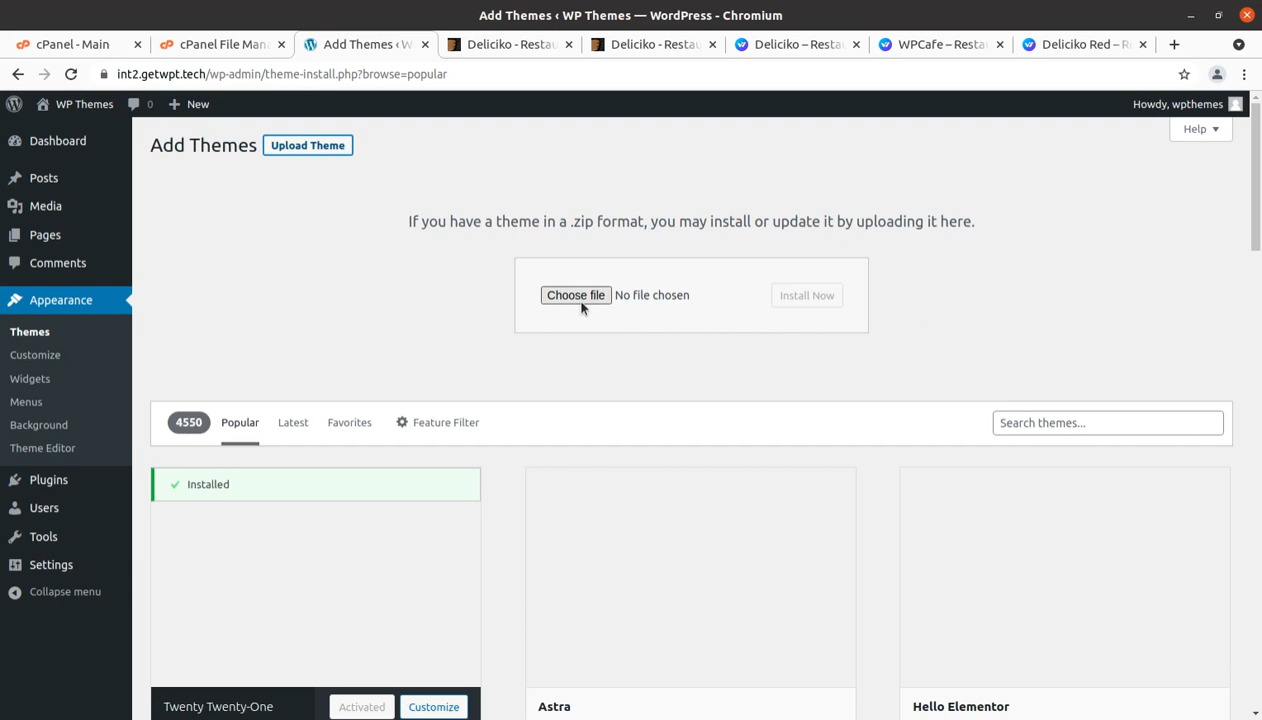 Add Themes ‹ WP Themes — WordPress - Chromium
cPanel - Main
cPanel File Man
Add Themes ‹ W
Deliciko - Restau
Deliciko - Restau
Deliciko – Resta
WPCafe – Resta
Deliciko Red – R
int2.getwpt.tech/wp-admin/theme-install.php?browse=popular
WP Themes
0
New
Howdy, wpthemes
Dashboard
Posts
Media
Pages
Comments
Appearance
Themes
Customize
Widgets
Menus
Background
Theme Editor
Plugins
Users
Tools
Settings
Collapse menu
Help
Add Themes
Upload Theme
If you have a theme in a .zip format, you may install or update it by uploading it here.
Choose file No file chosen
Install Now
4550 Popular Latest Favorites Feature Filter
Search themes...
Installed
Twenty Twenty-One
Activated
Customize
Astra
Hello Elementor